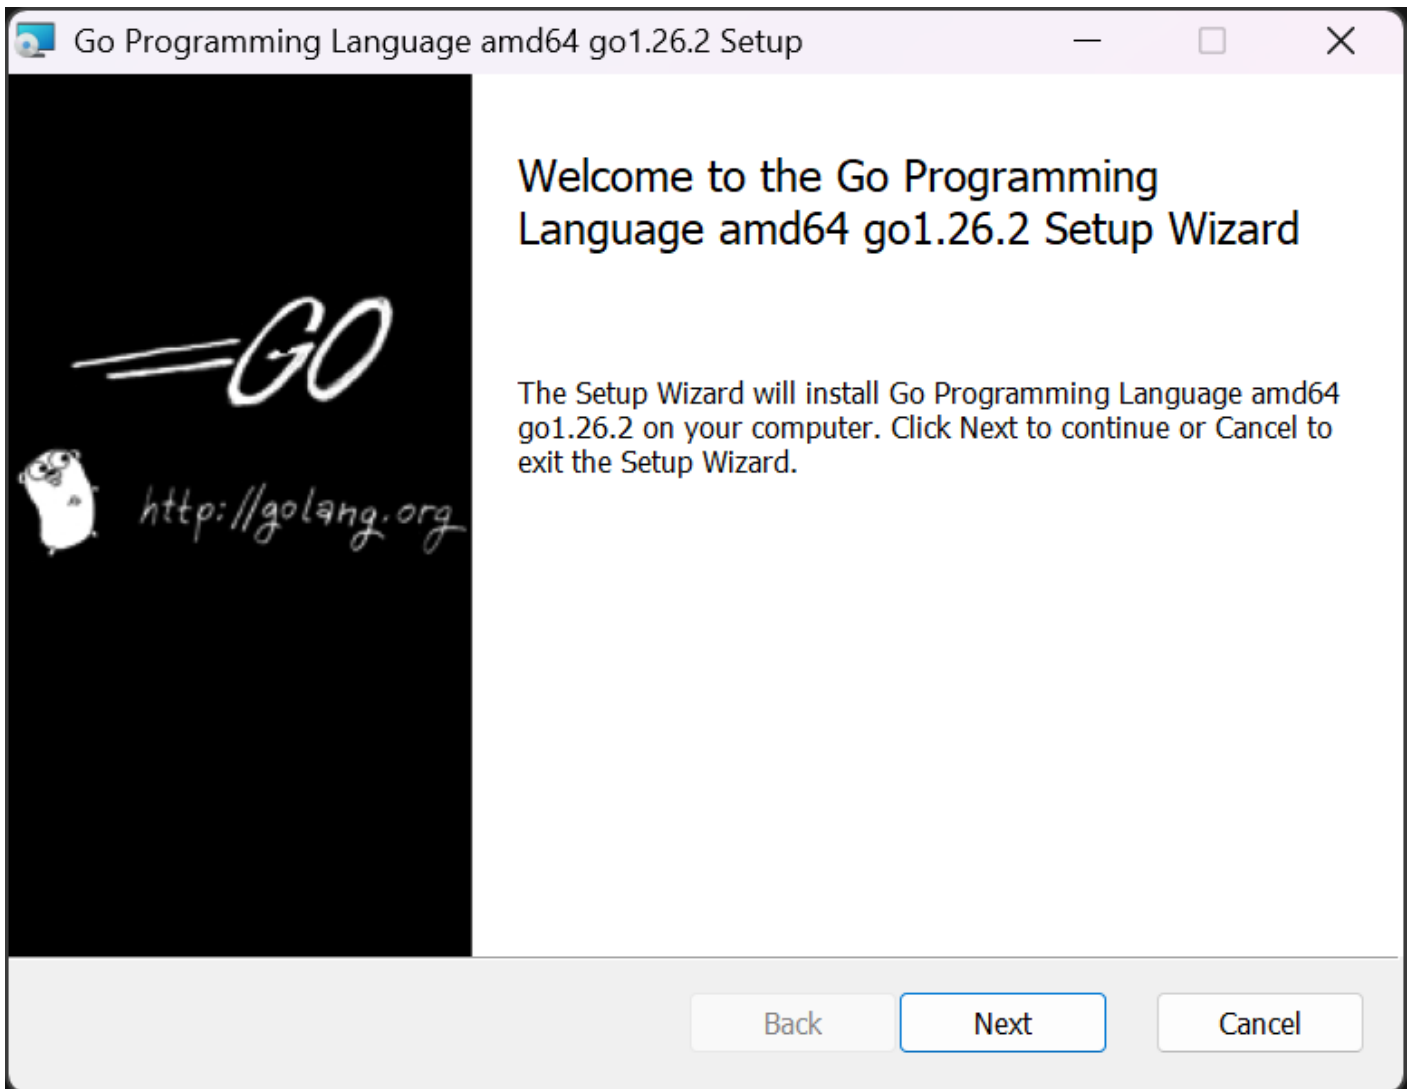 Go Programming Language amd64 go1.26.2 Setup
GO
http://golang.org
Welcome to the Go Programming
Language amd64 go1.26.2 Setup Wizard
The Setup Wizard will install Go Programming Language amd64
go1.26.2 on your computer. Click Next to continue or Cancel to
exit the Setup Wizard.
Back
Next
Cancel